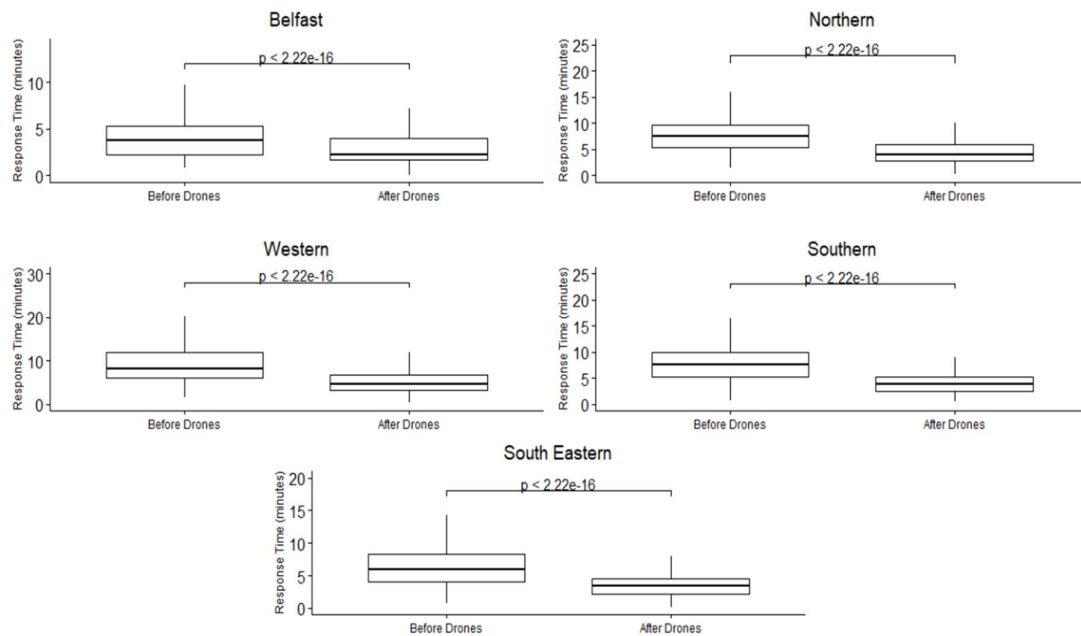 Belfast
Response Time (minutes)
10
5
0
p < 2.22e-16
Before Drones
After Drones
Northern
Response Time (minutes)
25
20
15
10
5
0
p < 2.22e-16
Before Drones
After Drones
Western
Response Time (minutes)
30
20
10
0
p < 2.22e-16
Before Drones
After Drones
Southern
Response Time (minutes)
25
20
15
10
5
0
p < 2.22e-16
Before Drones
After Drones
South Eastern
Response Time (minutes)
20
15
10
5
0
p < 2.22e-16
Before Drones
After Drones